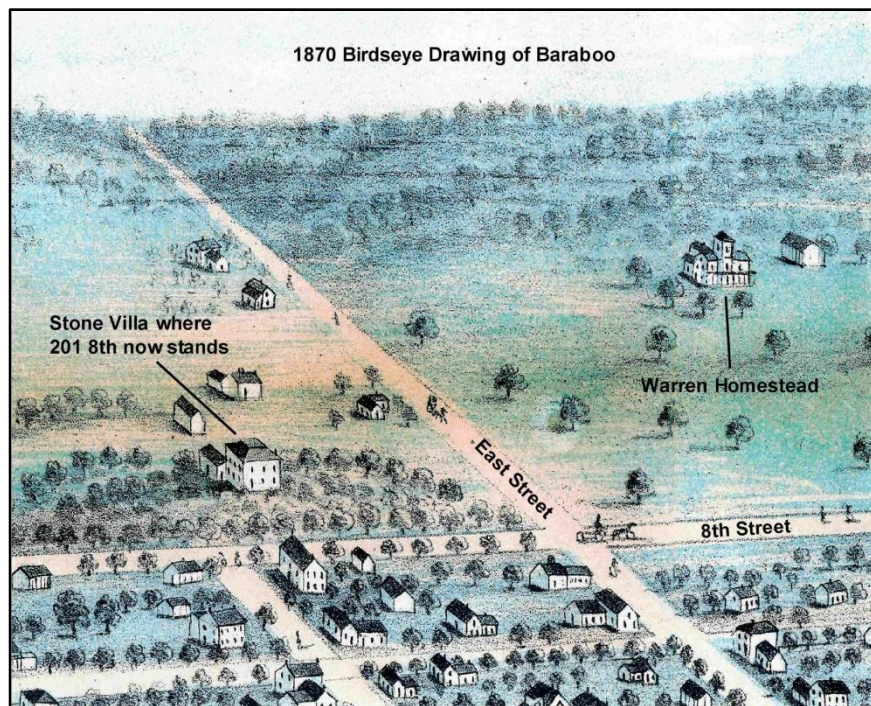 1870 Birdseye Drawing of Baraboo
Stone Villa where
201 8th now stands
Warren Homestead
East Street
8th Street